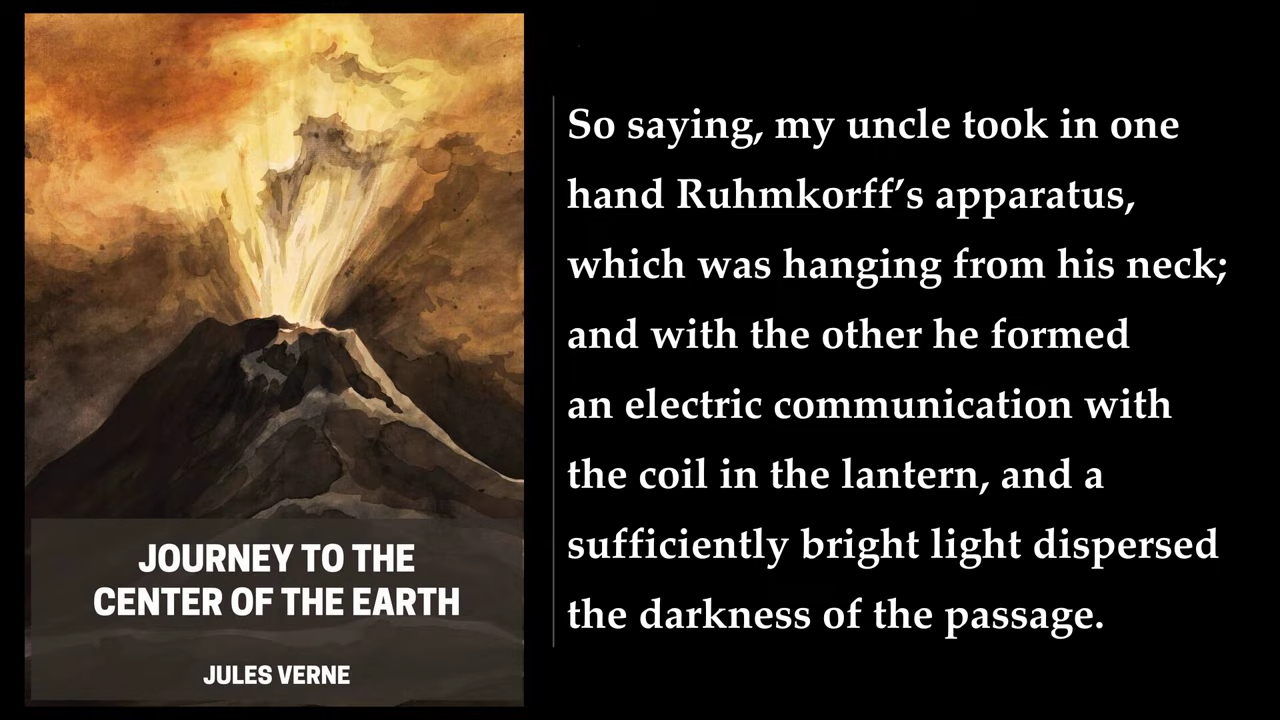 JOURNEY TO THE
CENTER OF THE EARTH
JULES VERNE
So saying, my uncle took in one
hand Ruhmkorff’s apparatus,
which was hanging from his neck;
and with the other he formed
an electric communication with
the coil in the lantern, and a
sufficiently bright light dispersed
the darkness of the passage.